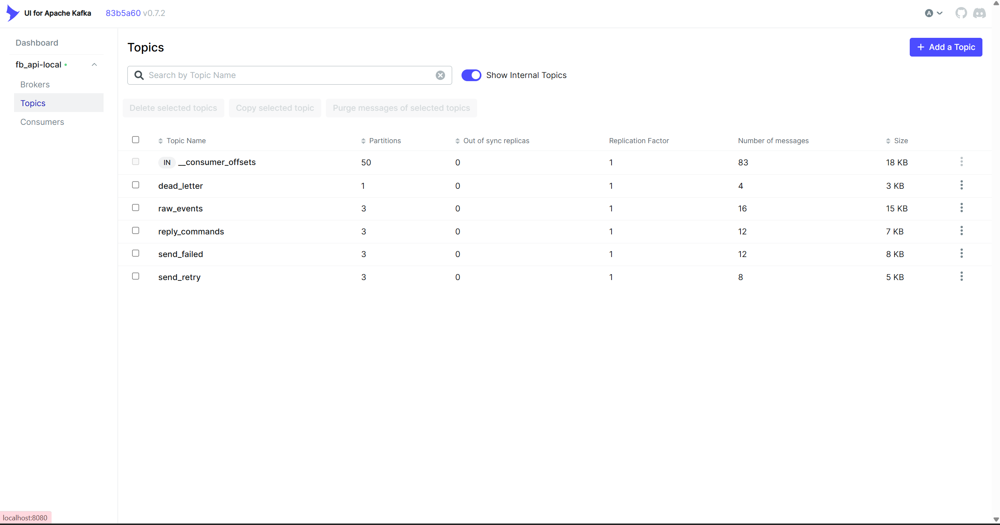 UI for Apache Kafka 83b5a60 v0.7.2 A
Dashboard
fb_api-local
Brokers
Topics
Consumers
Topics
Add a Topic
Search by Topic Name
Show Internal Topics
Delete selected topics Copy selected topic Purge messages of selected topics
Topic Name Partitions Out of sync replicas Replication Factor Number of messages Size
IN __consumer_offsets 50 0 1 83 18 KB
dead_letter 1 0 1 4 3 KB
raw_events 3 0 1 16 15 KB
reply_commands 3 0 1 12 7 KB
send_failed 3 0 1 12 8 KB
send_retry 3 0 1 8 5 KB
localhost:8080